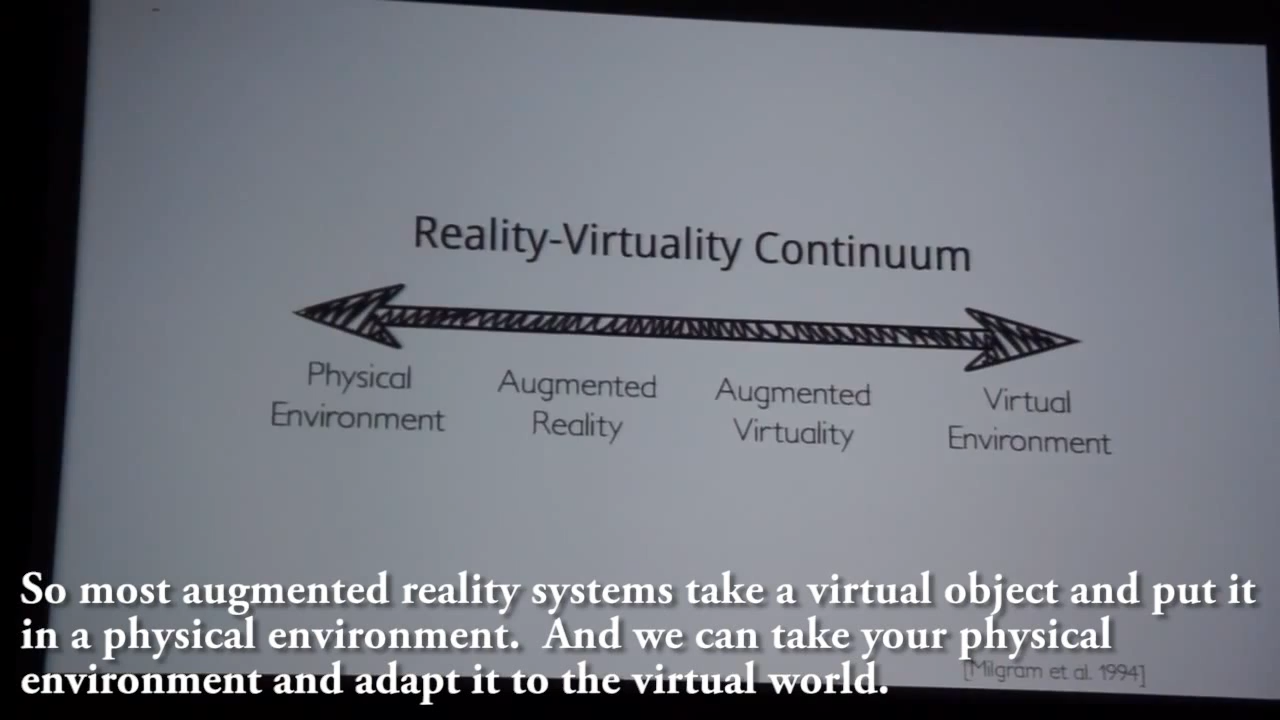 Reality-Virtuality Continuum
Physical
Environment
Augmented
Reality
Augmented
Virtuality
Virtual
Environment
So most augmented reality systems take a virtual object and put it
in a physical environment.  And we can take your physical
environment and adapt it to the virtual world.
[Milgram et al. 1994]